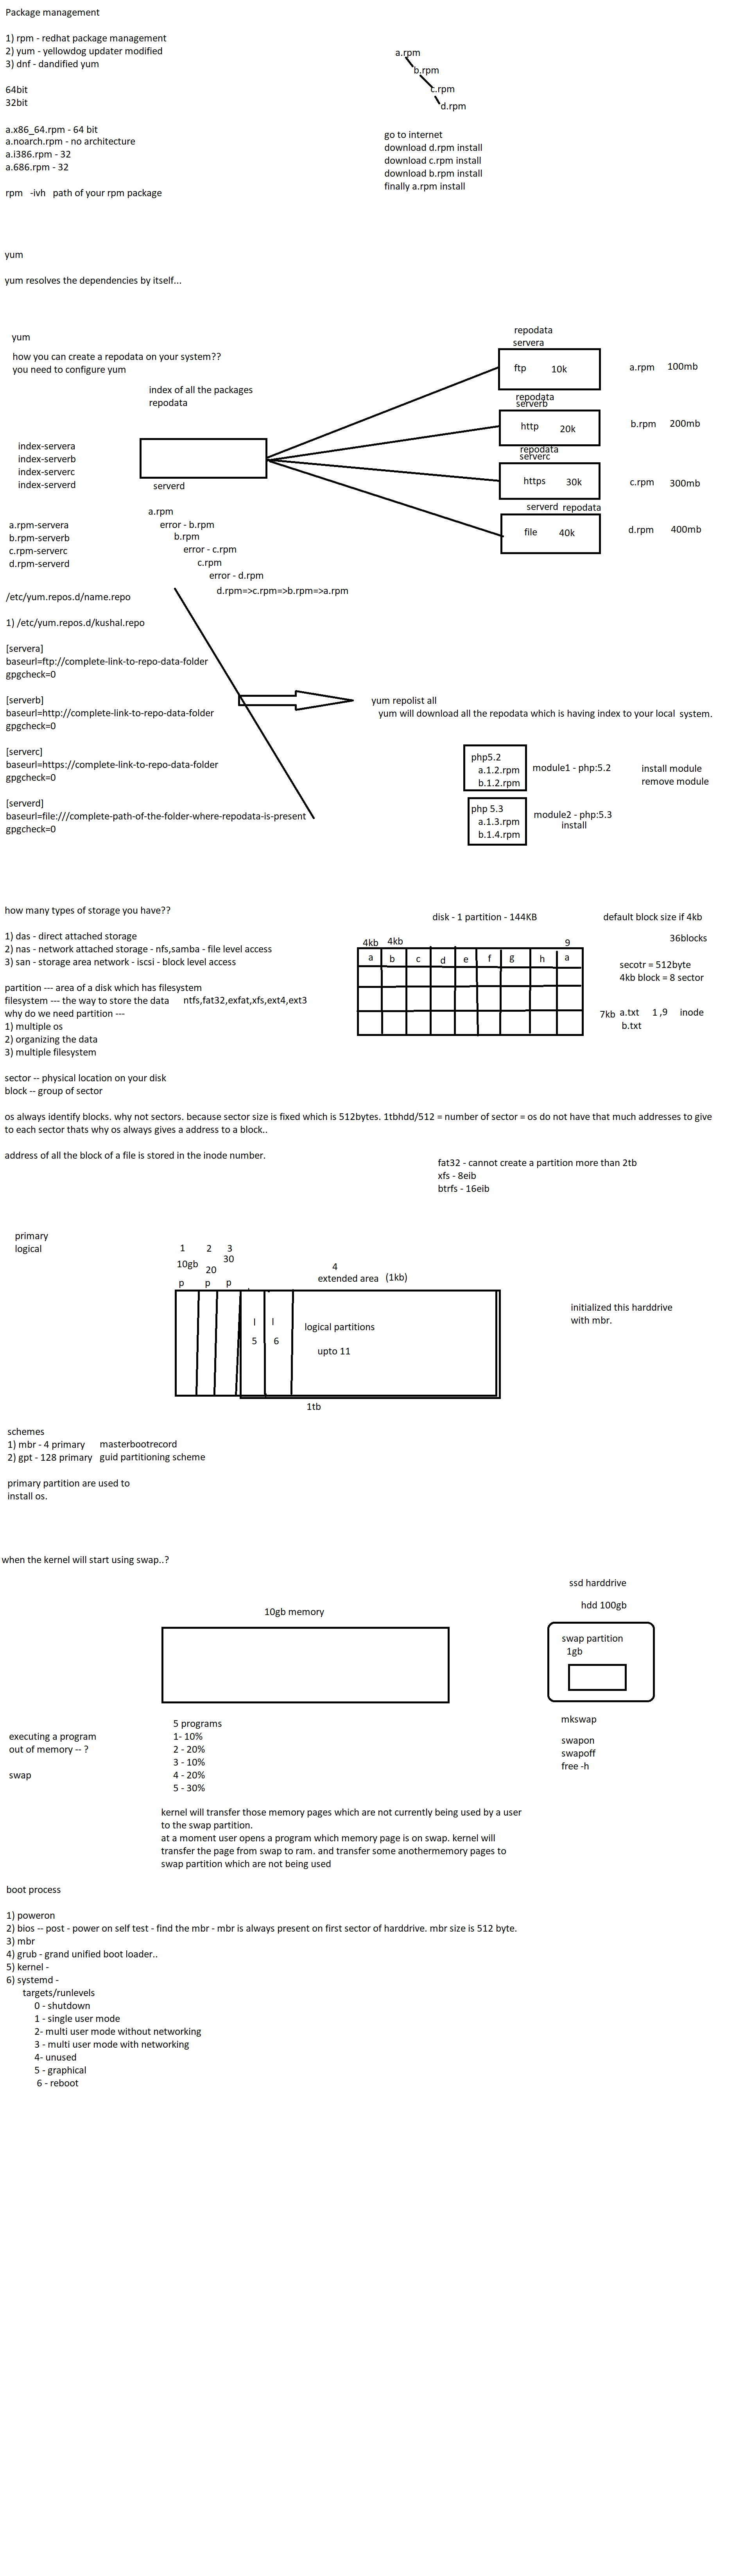 Package management
1) rpm - redhat package management
2) yum - yellowdog updater modified
3) dnf - dandified yum
64bit
32bit
a.x86_64.rpm - 64 bit
a.noarch.rpm - no architecture
a.i386.rpm - 32
a.686.rpm - 32
rpm -ivh path of your rpm package
a.rpm
b.rpm
c.rpm
d.rpm
go to internet
download d.rpm install
download c.rpm install
download b.rpm install
finally a.rpm install
yum
yum resolves the dependencies by itself...
yum
how you can create a repodata on your system??
you need to configure yum
index of all the packages
repodata
index-servera
index-serverb
index-serverc
index-serverd
serverd
repodata
servera
ftp 10k
a.rpm 100mb
repodata
serverb
http 20k
b.rpm 200mb
repodata
serverc
https 30k
c.rpm 300mb
serverd repodata
file 40k
d.rpm 400mb
a.rpm-servera
b.rpm-serverb
c.rpm-serverc
d.rpm-serverd
a.rpm
error - b.rpm
b.rpm
error - c.rpm
c.rpm
error - d.rpm
d.rpm=>c.rpm=>b.rpm=>a.rpm
/etc/yum.repos.d/name.repo
1) /etc/yum.repos.d/kushal.repo
[servera]
baseurl=ftp://complete-link-to-repo-data-folder
gpgcheck=0
[serverb]
baseurl=http://complete-link-to-repo-data-folder
gpgcheck=0
[serverc]
baseurl=https://complete-link-to-repo-data-folder
gpgcheck=0
[serverd]
baseurl=file:///complete-path-of-the-folder-where-repodata-is-present
gpgcheck=0
yum repolist all
yum will download all the repodata which is having index to your local system.
php5.2
a.1.2.rpm
b.1.2.rpm
module1 - php:5.2
install module
remove module
php 5.3
a.1.3.rpm
b.1.4.rpm
module2 - php:5.3
install
how many types of storage you have??
1) das - direct attached storage
2) nas - network attached storage - nfs,samba - file level access
3) san - storage area network - iscsi - block level access
partition --- area of a disk which has filesystem
filesystem --- the way to store the data ntfs,fat32,exfat,xfs,ext4,ext3
why do we need partition ---
1) multiple os
2) organizing the data
3) multiple filesystem
sector -- physical location on your disk
block -- group of sector
disk - 1 partition - 144KB
default block size if 4kb
36blocks
4kb 4kb 9
a b c d e f g h a
secotr = 512byte
4kb block = 8 sector
7kb a.txt 1 ,9 inode
b.txt
os always identify blocks. why not sectors. because sector size is fixed which is 512bytes. 1tbhdd/512 = number of sector = os do not have that much addresses to give
to each sector thats why os always gives a address to a block..
address of all the block of a file is stored in the inode number.
fat32 - cannot create a partition more than 2tb
xfs - 8eib
btrfs - 16eib
primary
logical
1 2 3
10gb 20 30
p p p
4
extended area (1kb)
l l
5 6
logical partitions
upto 11
1tb
initialized this harddrive
with mbr.
schemes
1) mbr - 4 primary masterbootrecord
2) gpt - 128 primary guid partitioning scheme
primary partition are used to
install os.
when the kernel will start using swap..?
10gb memory
ssd harddrive
hdd 100gb
swap partition
1gb
mkswap
swapon
swapoff
free -h
executing a program
out of memory -- ?
swap
5 programs
1- 10%
2 - 20%
3 - 10%
4 - 20%
5 - 30%
kernel will transfer those memory pages which are not currently being used by a user
to the swap partition.
at a moment user opens a program which memory page is on swap. kernel will
transfer the page from swap to ram. and transfer some anothermemory pages to
swap partition which are not being used
boot process
1) poweron
2) bios -- post - power on self test - find the mbr - mbr is always present on first sector of harddrive. mbr size is 512 byte.
3) mbr
4) grub - grand unified boot loader..
5) kernel -
6) systemd -
targets/runlevels
0 - shutdown
1 - single user mode
2- multi user mode without networking
3 - multi user mode with networking
4- unused
5 - graphical
6 - reboot